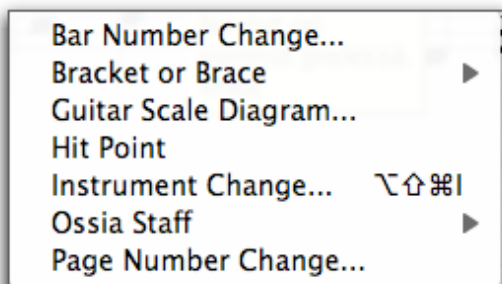 Bar Number Change...
Bracket or Brace
Guitar Scale Diagram...
Hit Point
Instrument Change... ⌥⇧⌘I
Ossia Staff
Page Number Change...